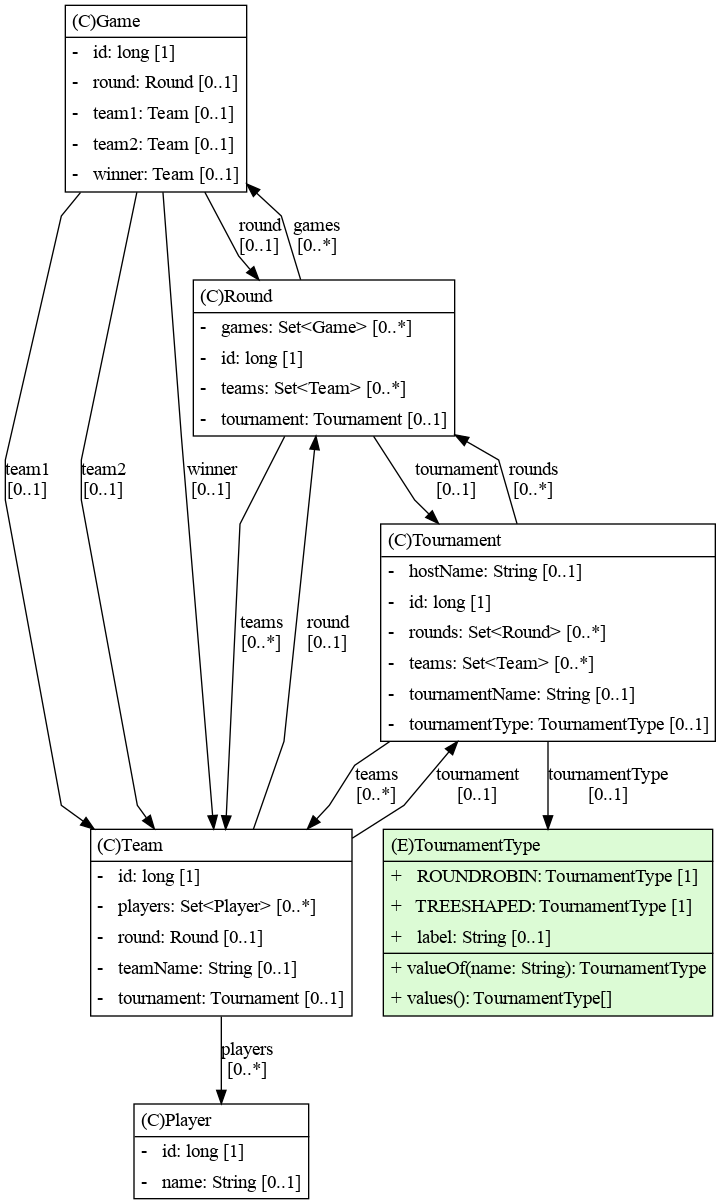 (C)Game
- id: long [1]
- round: Round [0..1]
- team1: Team [0..1]
- team2: Team [0..1]
- winner: Team [0..1]
round
[0..1]
games
[0..*]
(C)Round
- games: Set<Game> [0..*]
- id: long [1]
- teams: Set<Team> [0..*]
- tournament: Tournament [0..1]
team1
[0..1]
team2
[0..1]
winner
[0..1]
tournament
[0..1]
rounds
[0..*]
(C)Tournament
- hostName: String [0..1]
- id: long [1]
- rounds: Set<Round> [0..*]
- teams: Set<Team> [0..*]
- tournamentName: String [0..1]
- tournamentType: TournamentType [0..1]
teams
[0..*]
round
[0..1]
teams
[0..*]
tournament
[0..1]
tournamentType
[0..1]
(C)Team
- id: long [1]
- players: Set<Player> [0..*]
- round: Round [0..1]
- teamName: String [0..1]
- tournament: Tournament [0..1]
(E)TournamentType
+ ROUNDROBIN: TournamentType [1]
+ TREESHAPED: TournamentType [1]
+ label: String [0..1]
+ valueOf(name: String): TournamentType
+ values(): TournamentType[]
players
[0..*]
(C)Player
- id: long [1]
- name: String [0..1]